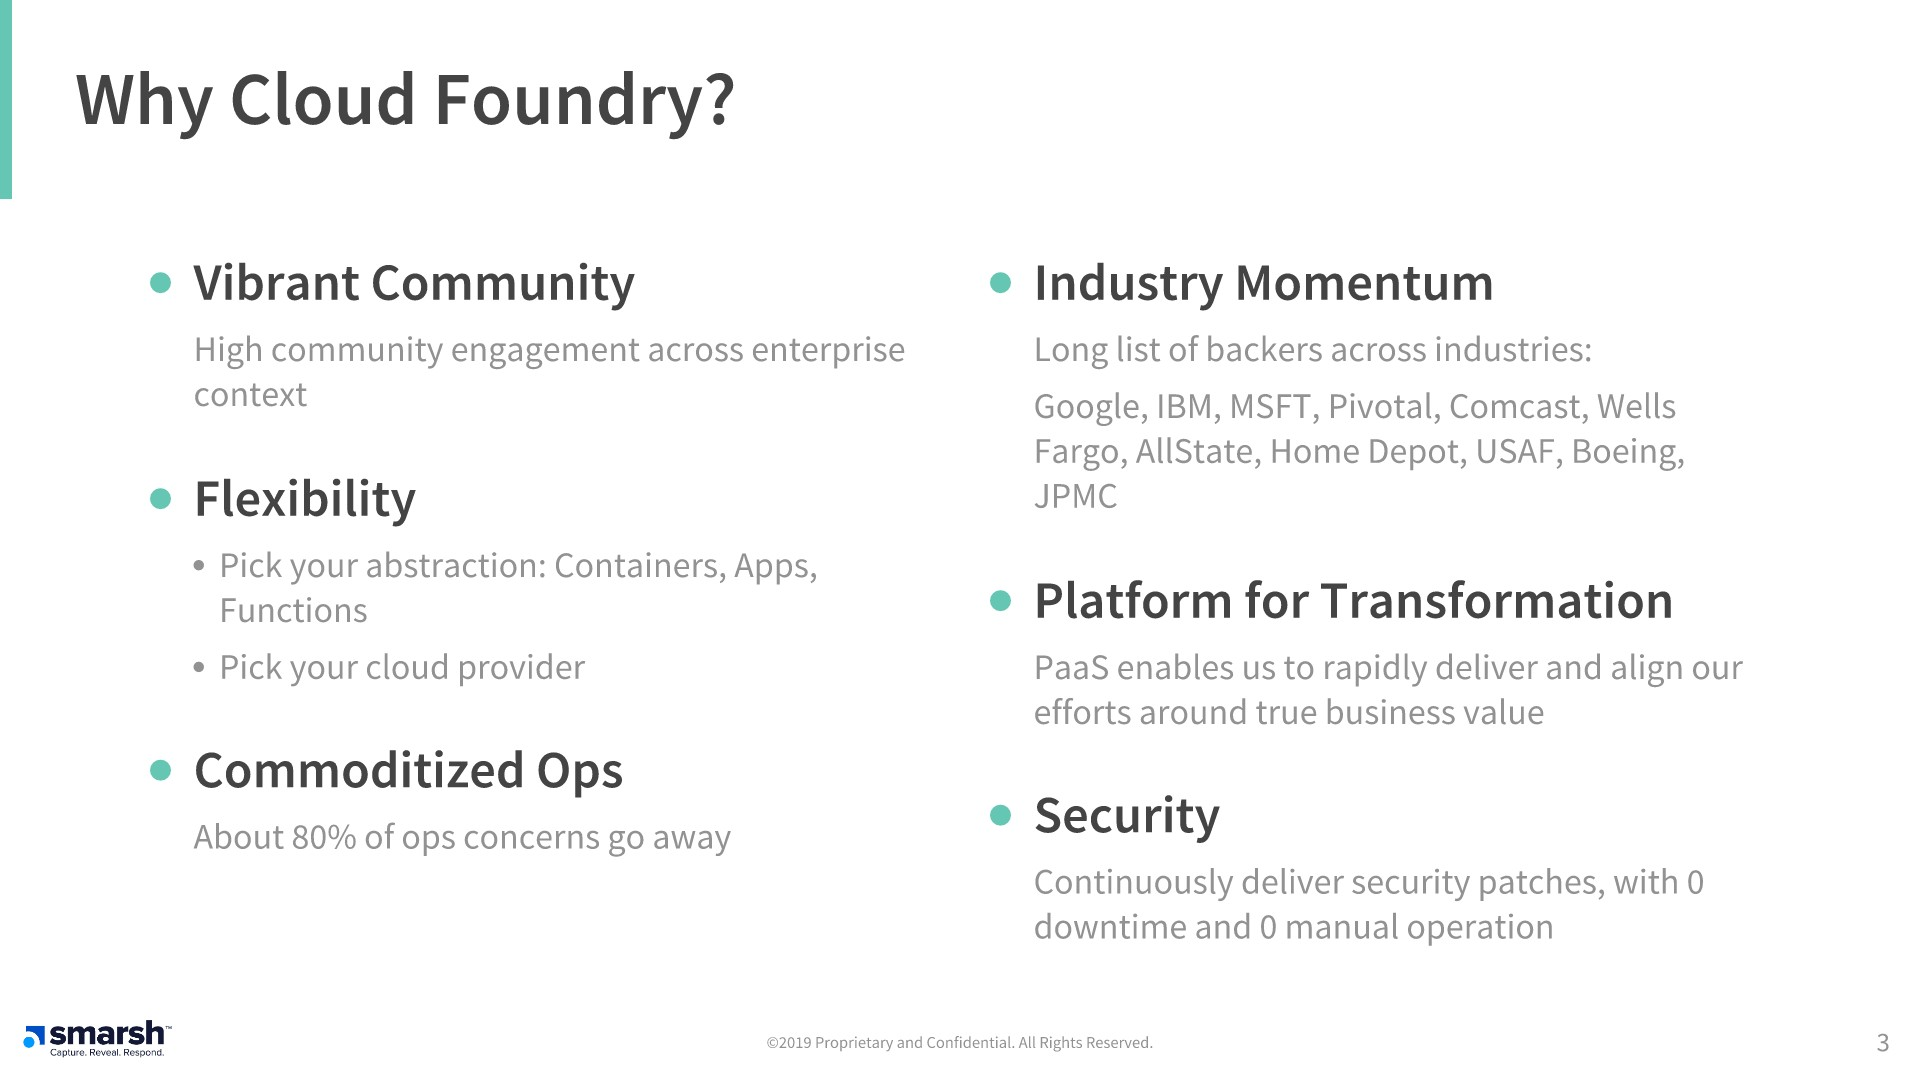 Why Cloud Foundry?
Vibrant Community
High community engagement across enterprise
context
Flexibility
• Pick your abstraction: Containers, Apps,
Functions
• Pick your cloud provider
Commoditized Ops
About 80% of ops concerns go away
Industry Momentum
Long list of backers across industries:
Google, IBM, MSFT, Pivotal, Comcast, Wells
Fargo, AllState, Home Depot, USAF, Boeing,
JPMC
Platform for Transformation
PaaS enables us to rapidly deliver and align our
efforts around true business value
Security
Continuously deliver security patches, with 0
downtime and 0 manual operation
smarsh™
Capture. Reveal. Respond.
©2019 Proprietary and Confidential. All Rights Reserved.
3